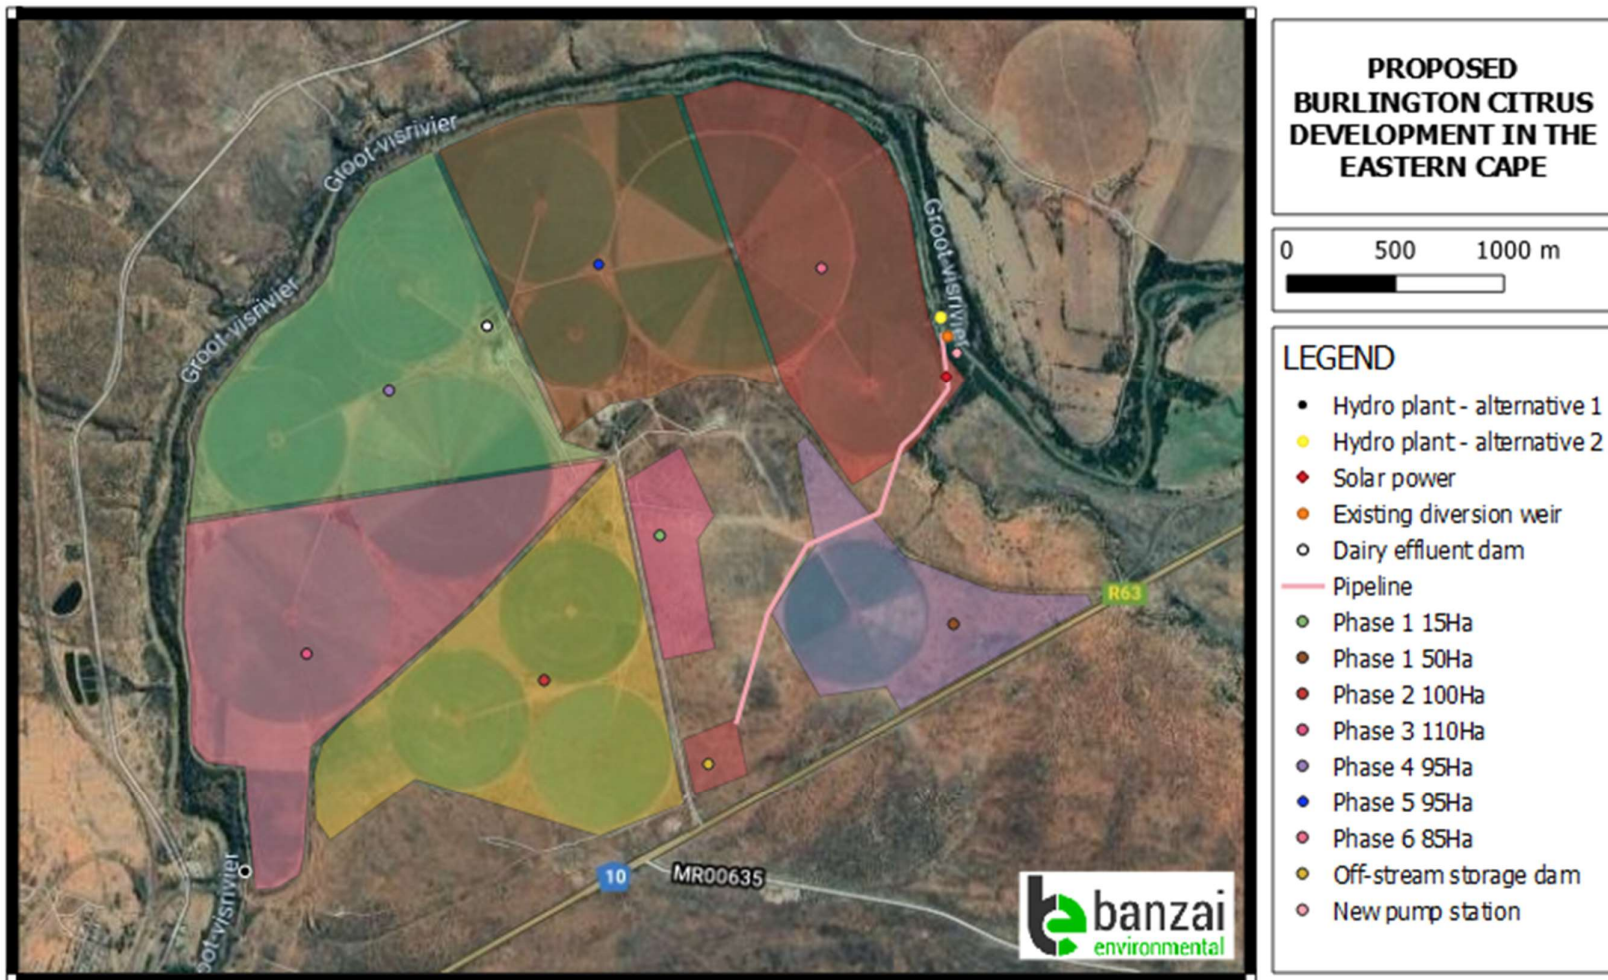 PROPOSED
BURLINGTON CITRUS
DEVELOPMENT IN THE
EASTERN CAPE
0 500 1000 m
LEGEND
Hydro plant - alternative 1
Hydro plant - alternative 2
Solar power
Existing diversion weir
Dairy effluent dam
Pipeline
Phase 1 15Ha
Phase 1 50Ha
Phase 2 100Ha
Phase 3 110Ha
Phase 4 95Ha
Phase 5 95Ha
Phase 6 85Ha
Off-stream storage dam
New pump station
Groot-visrivier
Groot-visrivier
Groot-visrivier
R63
10
MR00635
oot-visrivier
banzai
environmental